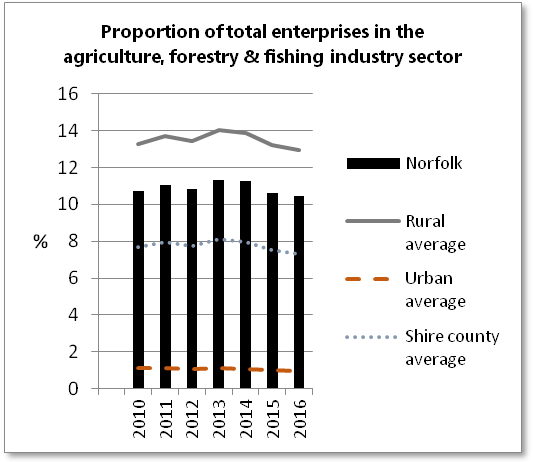 Proportion of total enterprises in the
agriculture, forestry & fishing industry sector
16
14
12
10
8
6
4
2
0
%
2010
2011
2012
2013
2014
2015
2016
Norfolk
Rural
average
Urban
average
Shire county
average